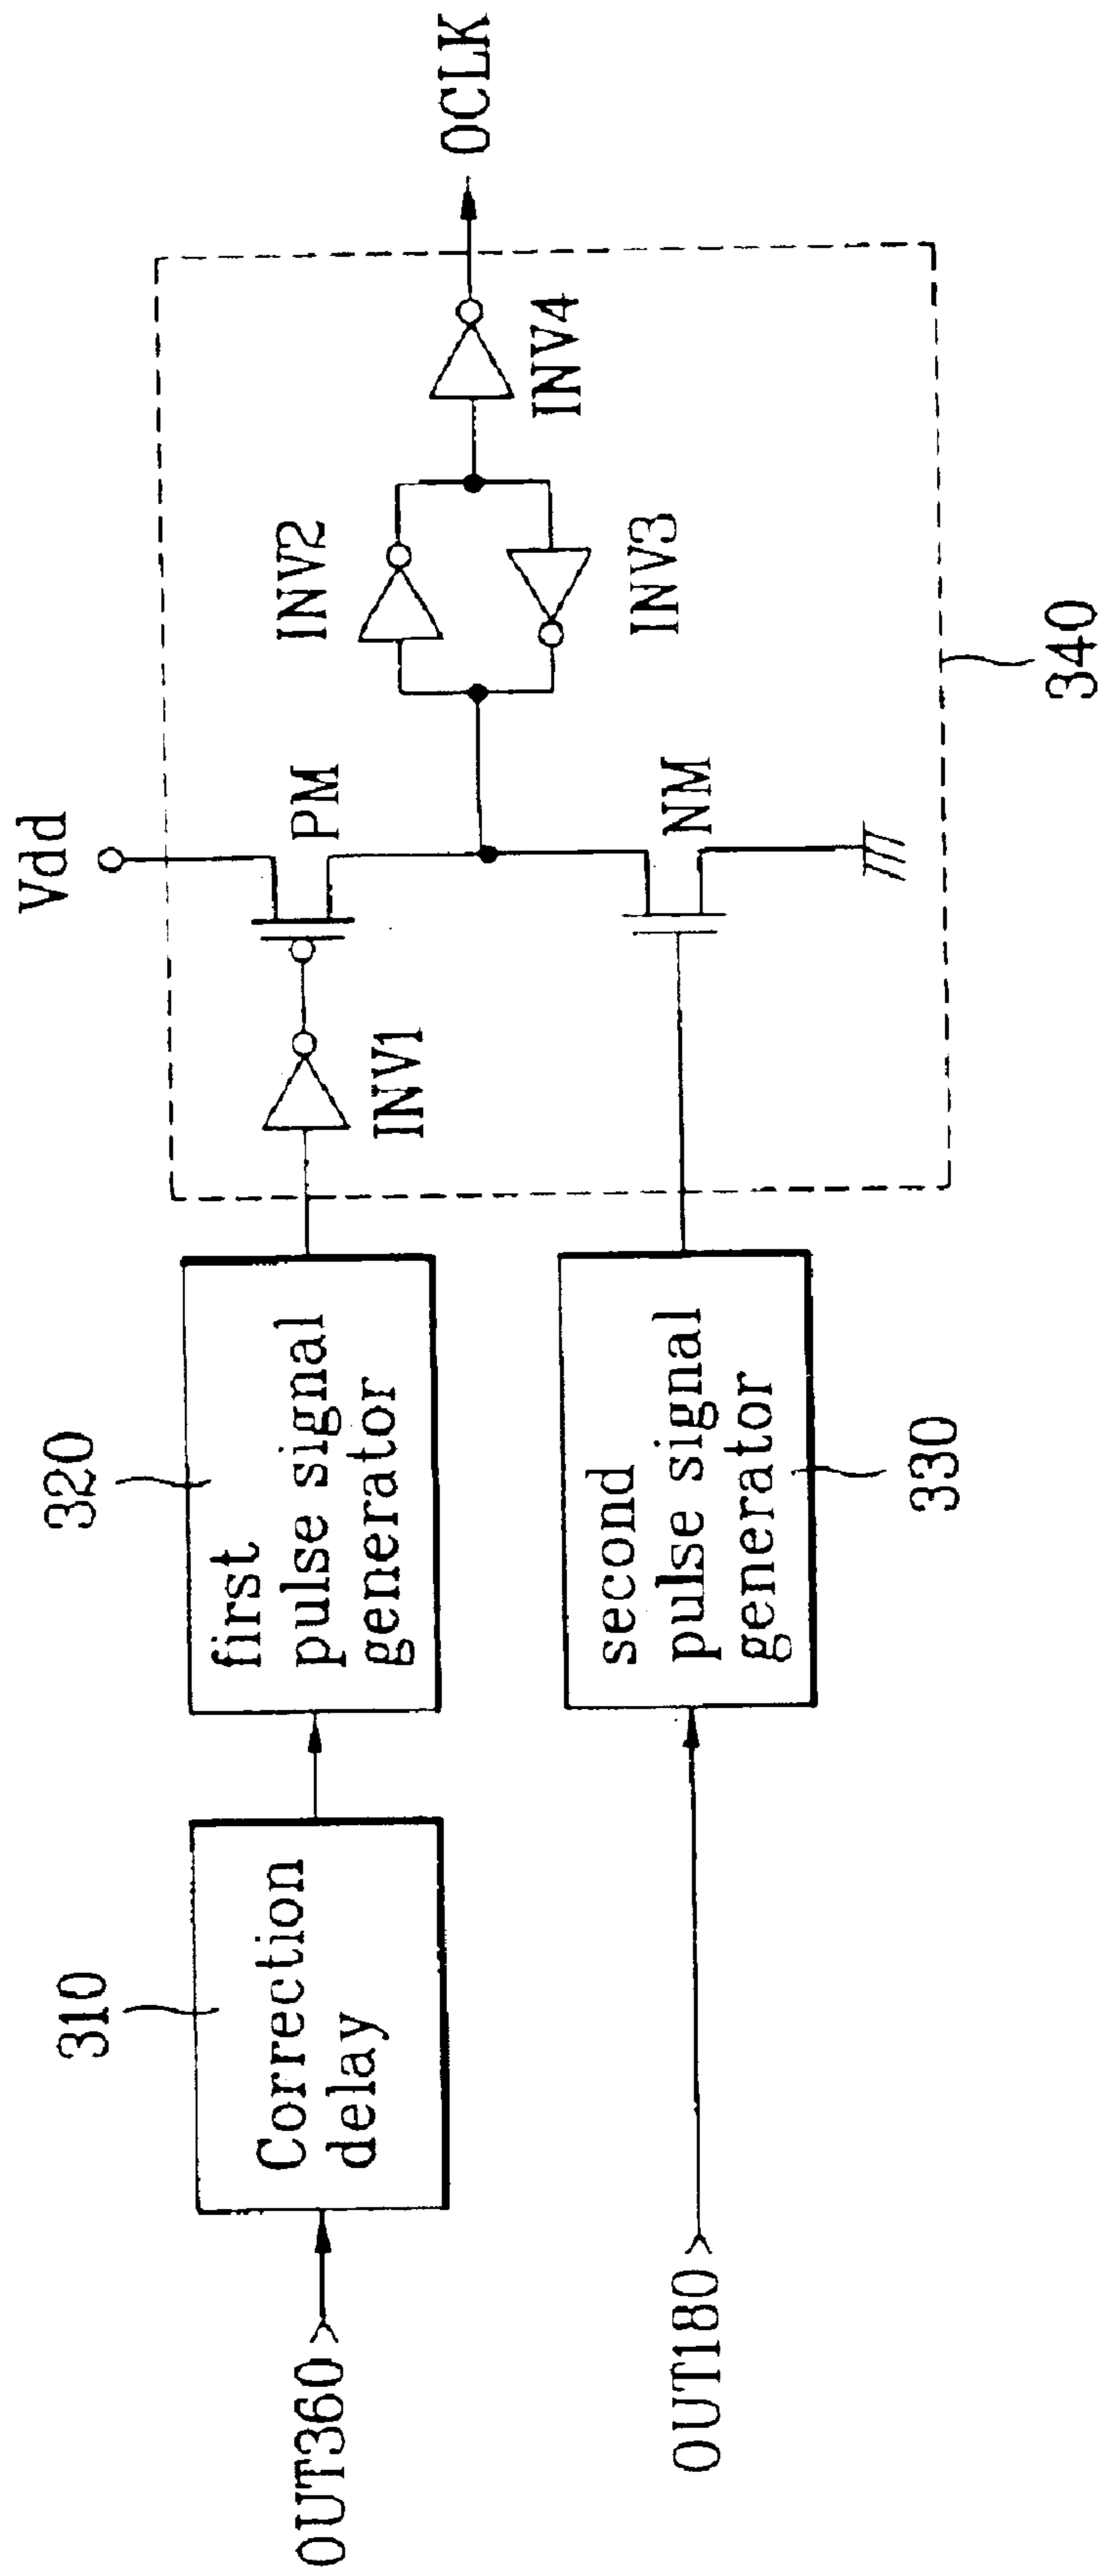 OUT360
310
Correction
delay
320
first
pulse signal
generator
OUT180
second
pulse signal
generator
330
Vdd
INV1
PM
NM
INV2
INV3
INV4
OCLK
340